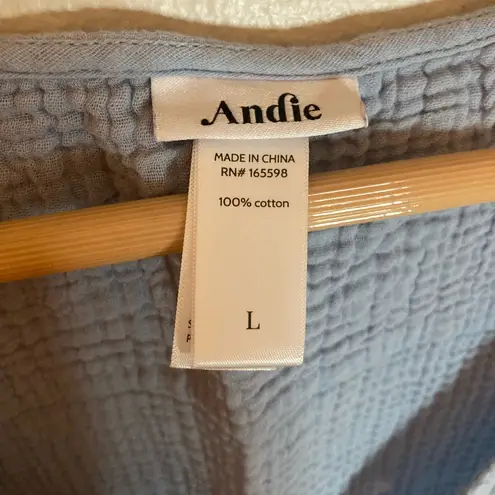 Andie
MADE IN CHINA
RN# 165598
100% cotton
L